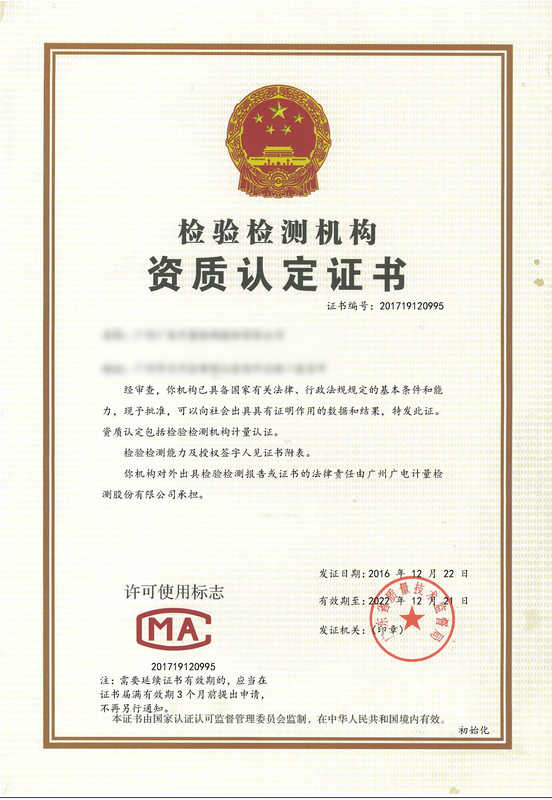 检验检测机构
资质认定证书
证书编号：201719120995
经审查，你机构已具备国家有关法律、行政法规规定的基本条件和能
力，现予批准，可以向社会出具具有证明作用的数据和结果，特发此证。
资质认定包括检验检测机构计量认证。
检验检测能力及授权签字人见证书附表。
你机构对外出具检验检测报告或证书的法律责任由广州广电计量检
测股份有限公司承担。
发证日期：2016 年 12 月 22 日
有效期至：2022 年 12 月 21 日
发证机关：（印章）
广东省质量技术监督局
许可使用标志
MA
201719120995
注：需要延续证书有效期的，应当在
证书届满有效期3个月前提出申请，
不再另行通知。
本证书由国家认证认可监督管理委员会监制，在中华人民共和国境内有效。
初始化